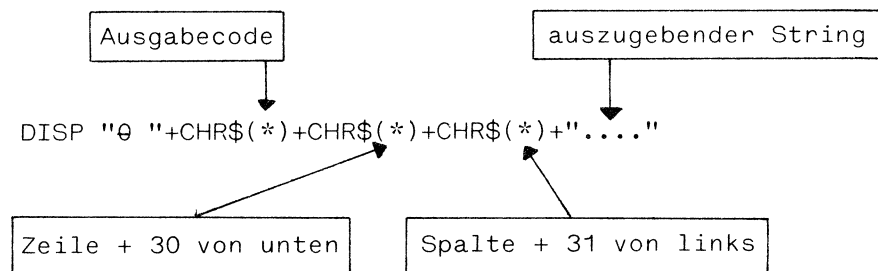 Ausgabecode
auszugebender String
DISP "θ "+CHR$(*)+CHR$(*)+CHR$(*)+"...."
Zeile + 30 von unten
Spalte + 31 von links